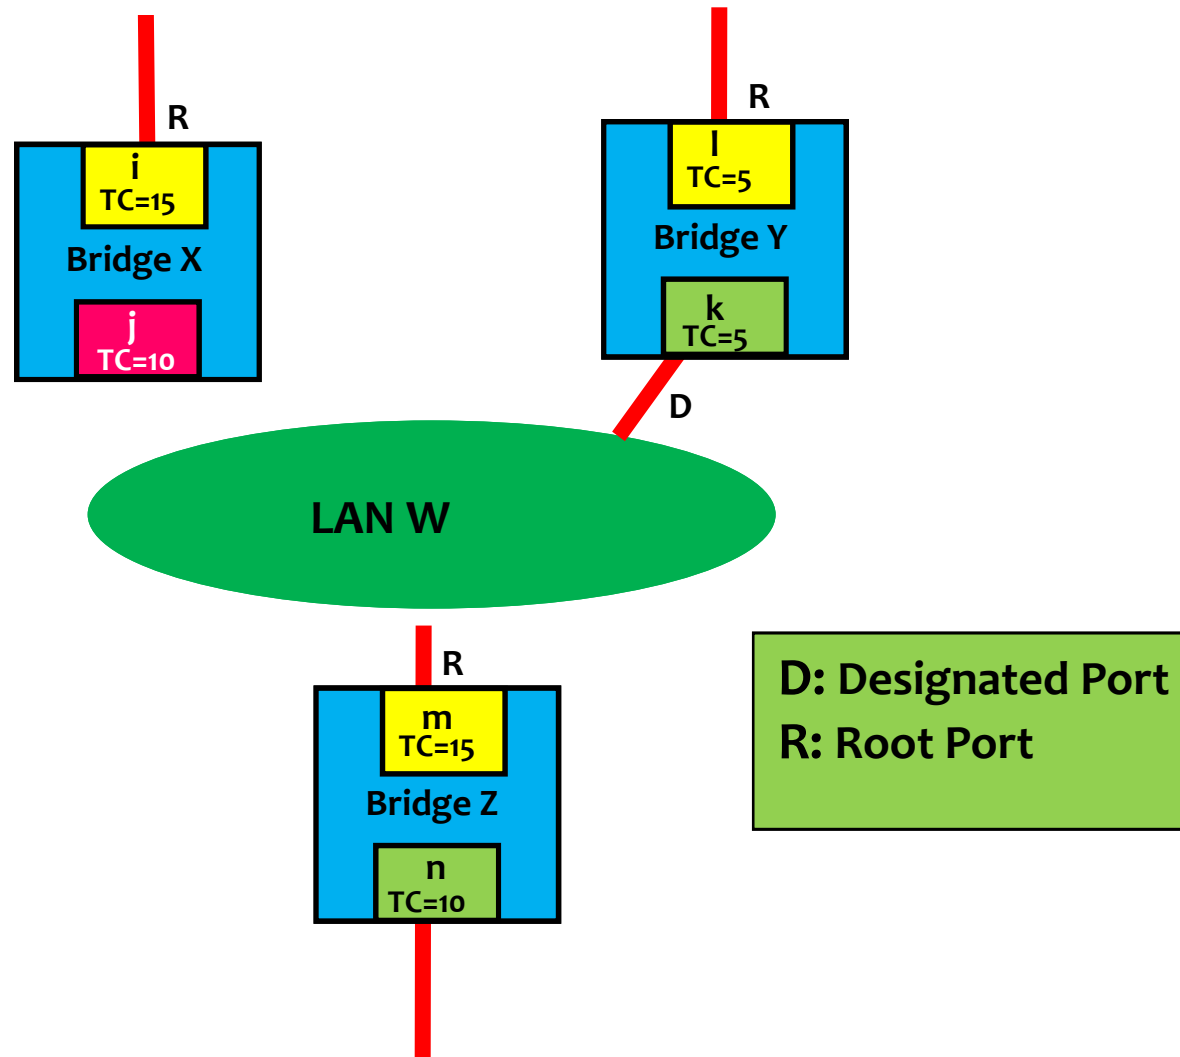 R
i
TC=15
Bridge X
j
TC=10
R
l
TC=5
Bridge Y
k
TC=5
D
LAN W
R
m
TC=15
Bridge Z
n
TC=10
D: Designated Port
R: Root Port